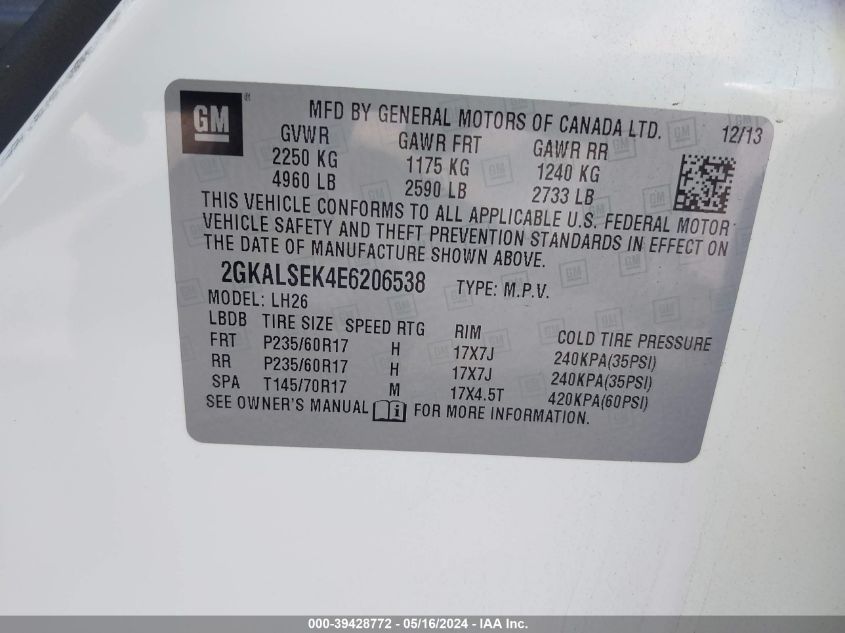 GM MFD BY GENERAL MOTORS OF CANADA LTD. 12/13
GVWR GAWR FRT GAWR RR
2250 KG 1175 KG 1240 KG
4960 LB 2590 LB 2733 LB
THIS VEHICLE CONFORMS TO ALL APPLICABLE U.S. FEDERAL MOTOR
VEHICLE SAFETY AND THEFT PREVENTION STANDARDS IN EFFECT ON
THE DATE OF MANUFACTURE SHOWN ABOVE.
2GKALSEK4E6206538 TYPE: M.P.V.
MODEL: LH26
LBDB TIRE SIZE SPEED RTG RIM COLD TIRE PRESSURE
FRT P235/60R17 H 17X7J 240KPA(35PSI)
RR P235/60R17 H 17X7J 240KPA(35PSI)
SPA T145/70R17 M 17X4.5T 420KPA(60PSI)
SEE OWNER'S MANUAL i FOR MORE INFORMATION.
000-39428772 - 05/16/2024 - IAA Inc.